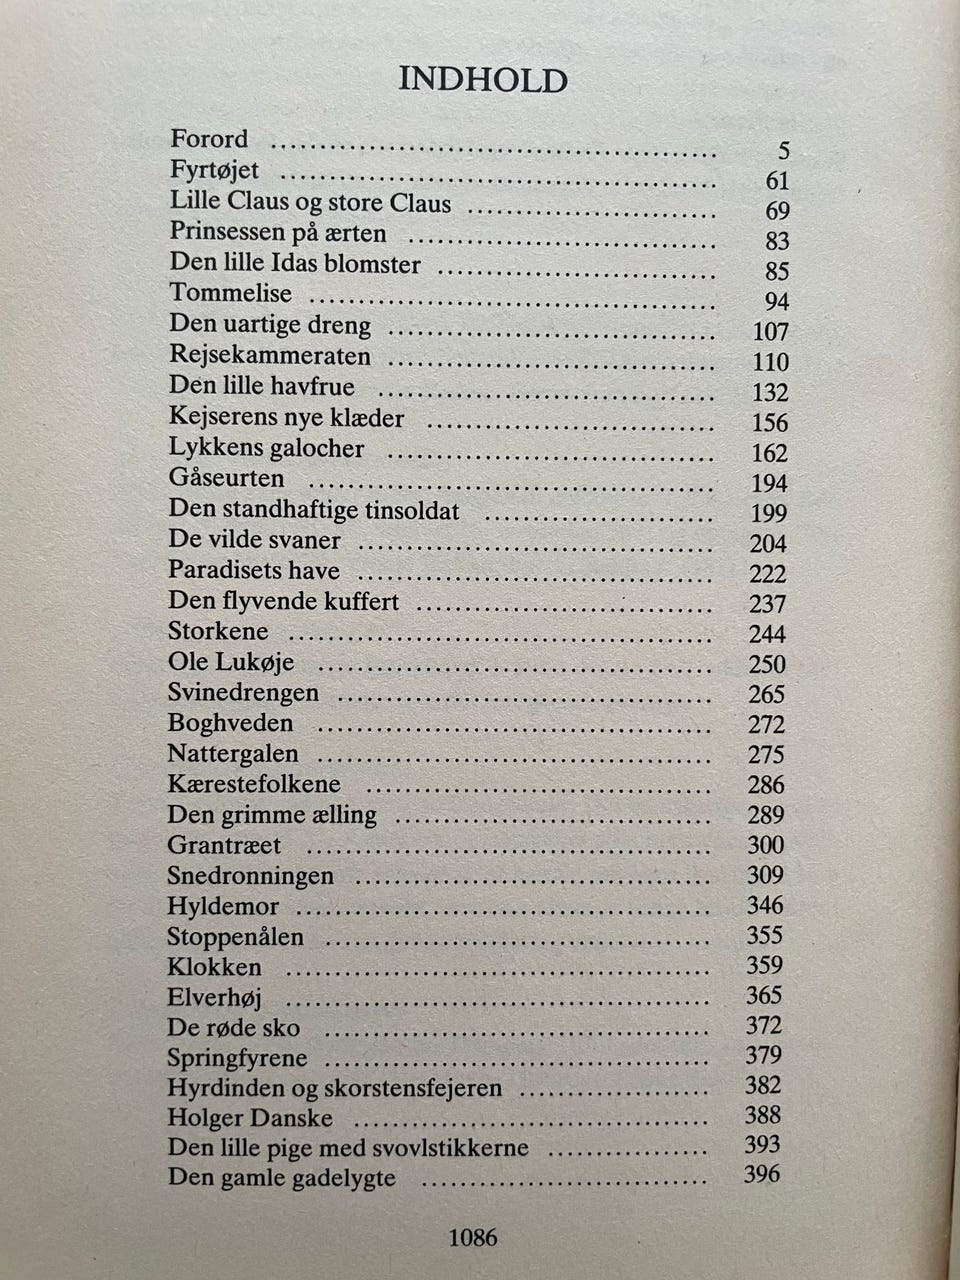 INDHOLD
Forord ........................................... 5
Fyrtøjet .......................................... 61
Lille Claus og store Claus ......................... 69
Prinsessen på ærten ............................... 83
Den lille Idas blomster ............................ 85
Tommelise ........................................ 94
Den uartige dreng ................................. 107
Rejsekammeraten ................................. 110
Den lille havfrue .................................. 132
Kejserens nye klæder .............................. 156
Lykkens galocher ................................. 162
Gåseurten ........................................ 194
Den standhaftige tinsoldat ........................ 199
De vilde svaner .................................... 204
Paradisets have .................................... 222
Den flyvende kuffert .............................. 237
Storkene .......................................... 244
Ole Lukøje ........................................ 250
Svinedrengen ...................................... 265
Boghveden ........................................ 272
Nattergalen ........................................ 275
Kærestefolkene ................................... 286
Den grimme ælling ................................ 289
Grantræet ......................................... 300
Snedronningen .................................... 309
Hyldemor .......................................... 346
Stoppenålen ....................................... 355
Klokken ........................................... 359
Elverhøj ........................................... 365
De røde sko ....................................... 372
Springfyrene ....................................... 379
Hyrdinden og skorstensfejeren .................... 382
Holger Danske .................................... 388
Den lille pige med svovlstikkerne ................. 393
Den gamle gadelygte ............................. 396
1086